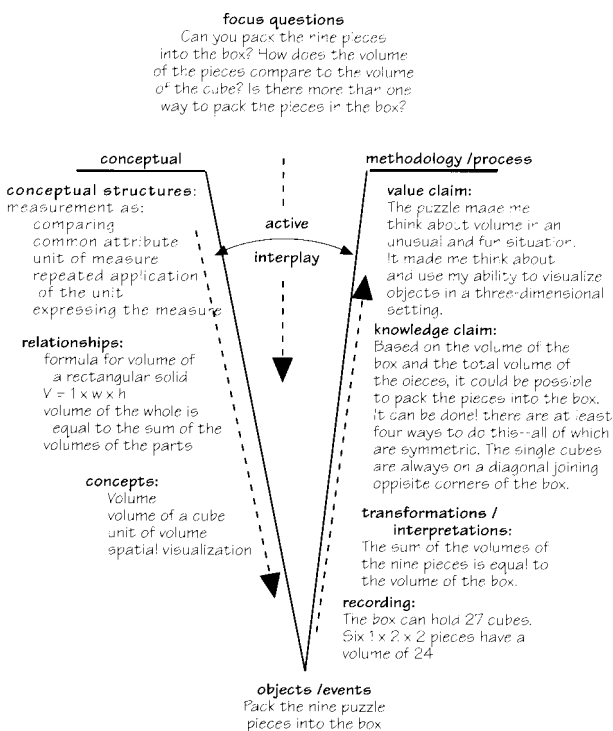 focus questions
Can you pack the nine pieces
into the box? How does the volume
of the pieces compare to the volume
of the cube? Is there more than one
way to pack the pieces in the box?
conceptual
conceptual structures:
measurement as:
comparing
common attribute
unit of measure
repeated application
of the unit
expressing the measure
relationships:
formula for volume of
a rectangular solid
V = 1 x w x h
volume of the whole is
equal to the sum of the
volumes of the parts
concepts:
Volume
volume of a cube
unit of volume
spatial visualization
active
interplay
methodology /process
value claim:
The puzzle made me
think about volume in an
unusual and fun situation.
It made me think about
and use my ability to visualize
objects in a three-dimensional
setting.
knowledge claim:
Based on the volume of the
box and the total volume of
the oieces, it could be possible
to pack the pieces into the box.
It can be done! there are at least
four ways to do this--all of which
are symmetric. The single cubes
are always on a diagonal joining
oppisite corners of the box.
transformations /
interpretations:
The sum of the volumes of
the nine pieces is equal to
the volume of the box.
recording:
The box can hold 27 cubes.
Six 1 x 2 x 2 pieces have a
volume of 24
objects /events
Pack the nine puzzle
pieces into the box